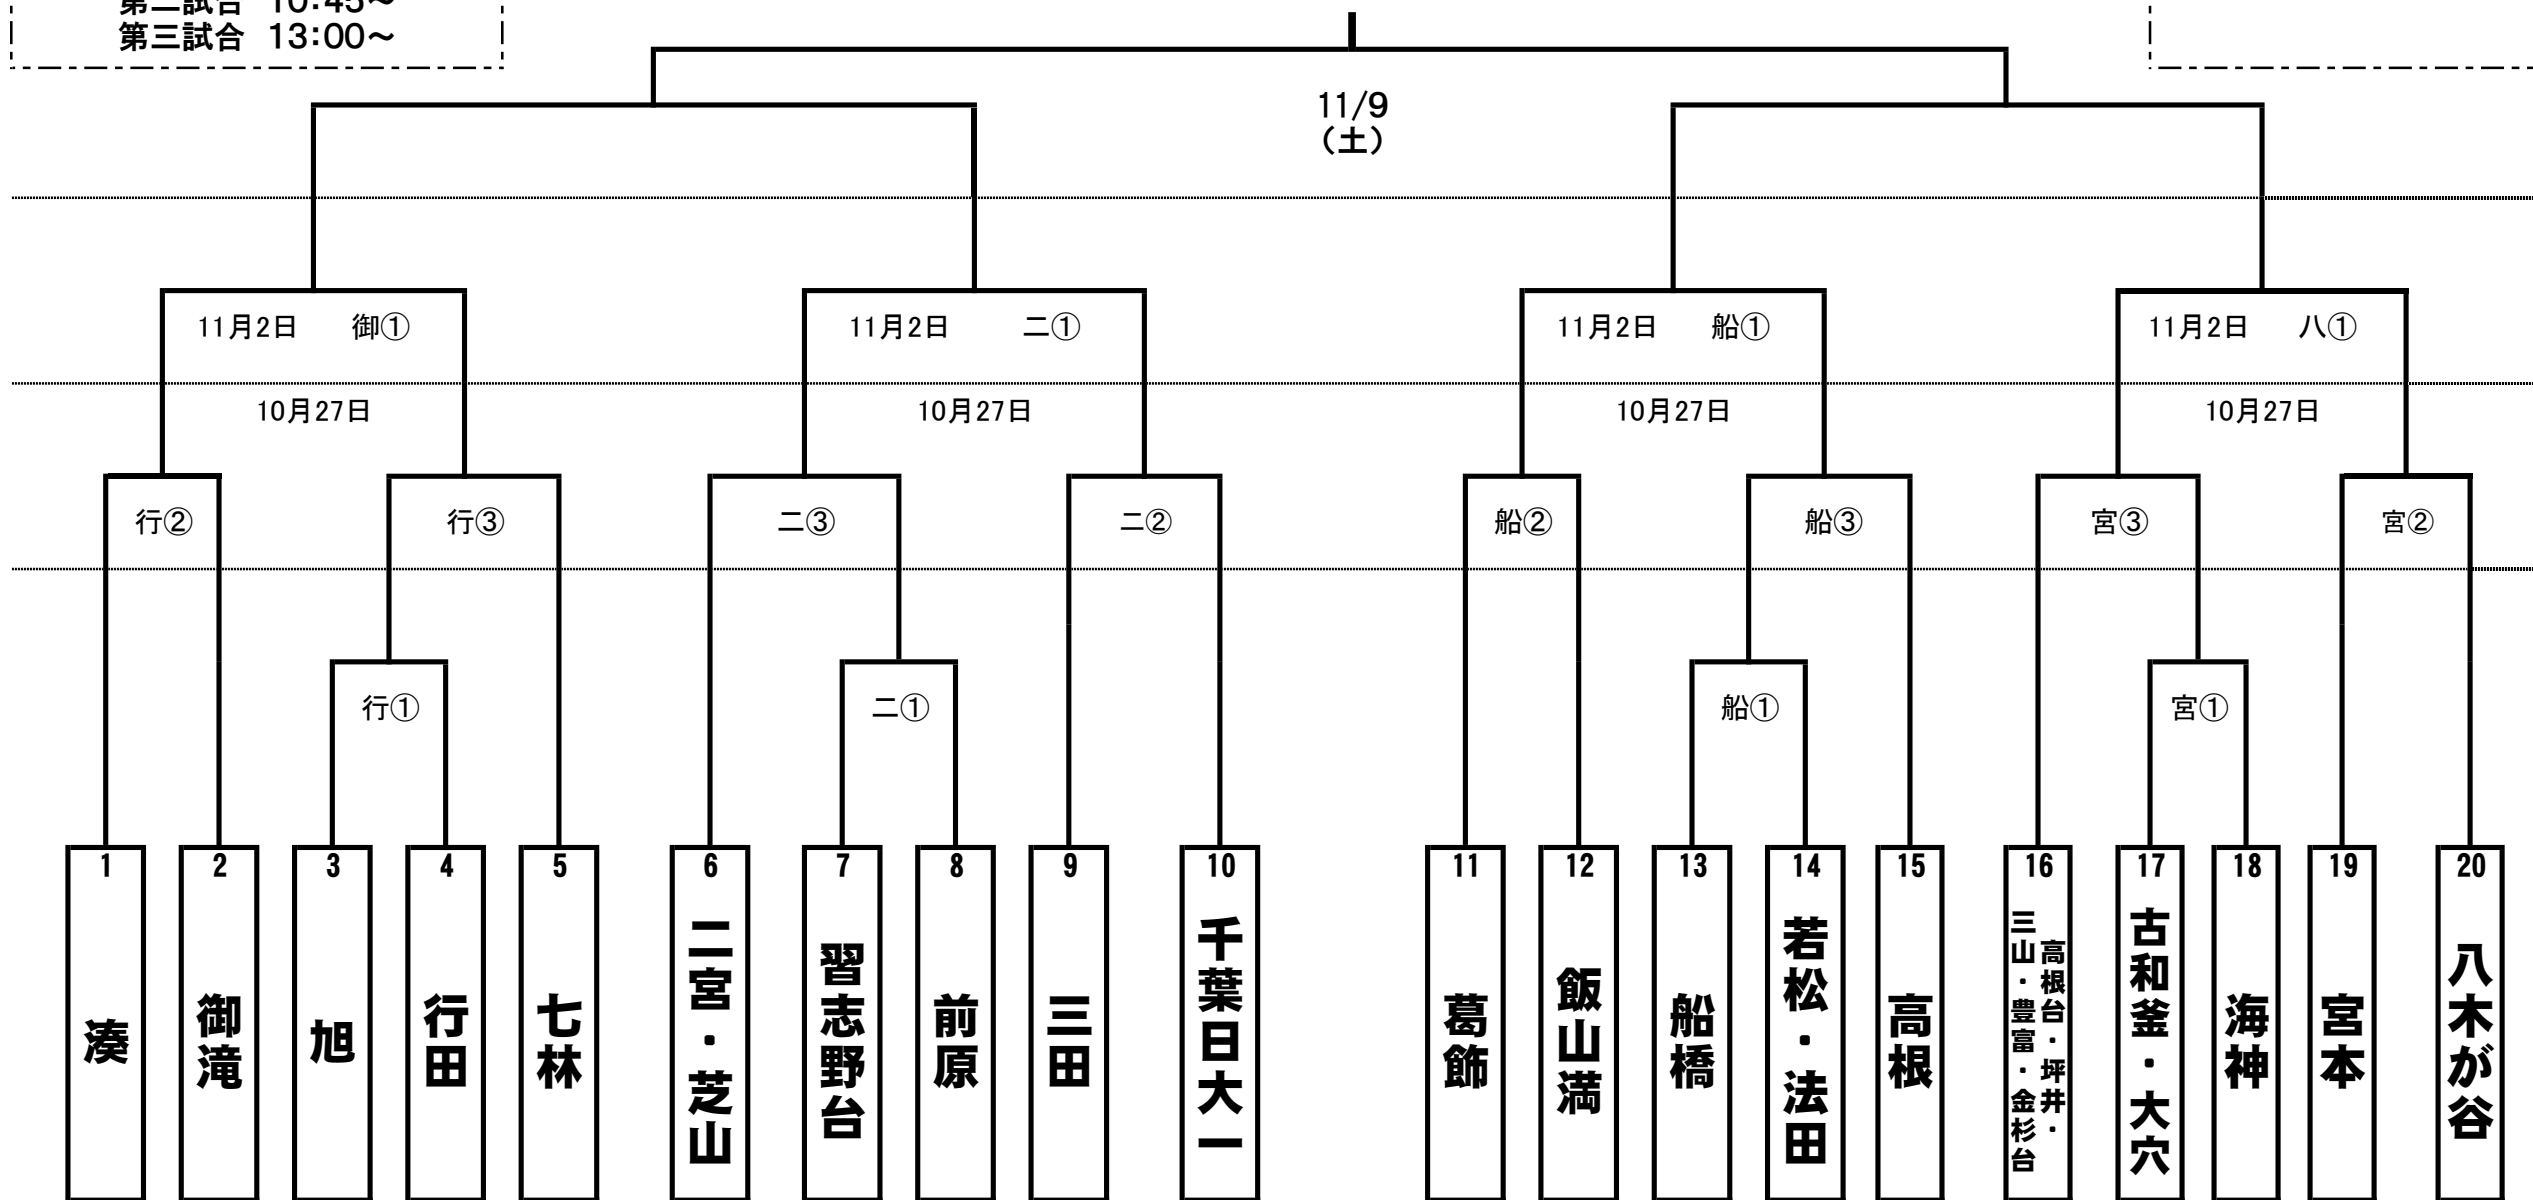 第二試合 10:45～
第三試合 13:00～
11/9
（土）
11月2日 御①
11月2日 二①
11月2日 船①
11月2日 八①
10月27日
10月27日
10月27日
10月27日
行②
行③
二③
二②
船②
船③
宮③
宮②
行①
二①
船①
宮①
1
湊
2
御滝
3
旭
4
行田
5
七林
6
二宮・芝山
7
習志野台
8
前原
9
三田
10
千葉日大一
11
葛飾
12
飯山満
13
船橋
14
若松・法田
15
高根
16
高根台・坪井・
三山・豊富・金杉台
17
古和釜・大穴
18
海神
19
宮本
20
八木が谷